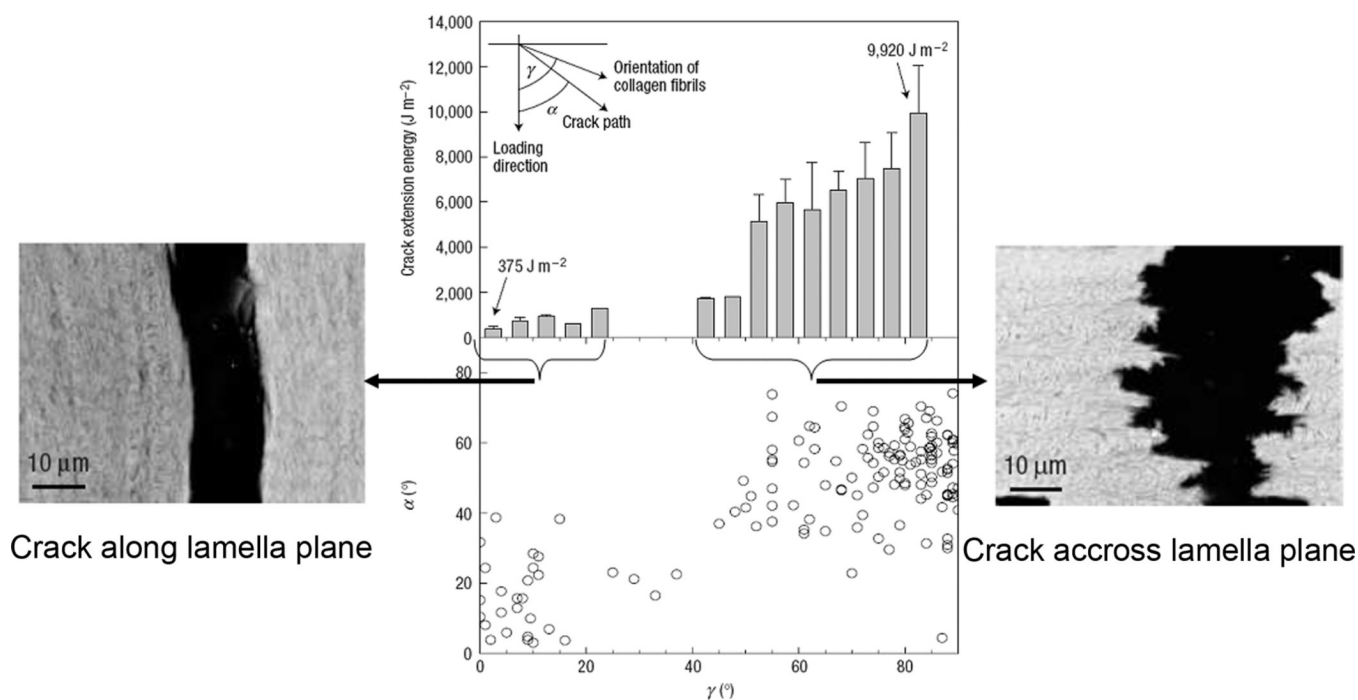 14,000
12,000
10,000
8,000
6,000
4,000
2,000
0
Crack extension energy (J m−2)
γ
α
Orientation of
collagen fibrils
Crack path
Loading
direction
9,920 J m−2
375 J m−2
10 μm
Crack along lamella plane
10 μm
Crack accross lamella plane
80
60
40
20
0
α (°)
0 20 40 60 80
γ (°)